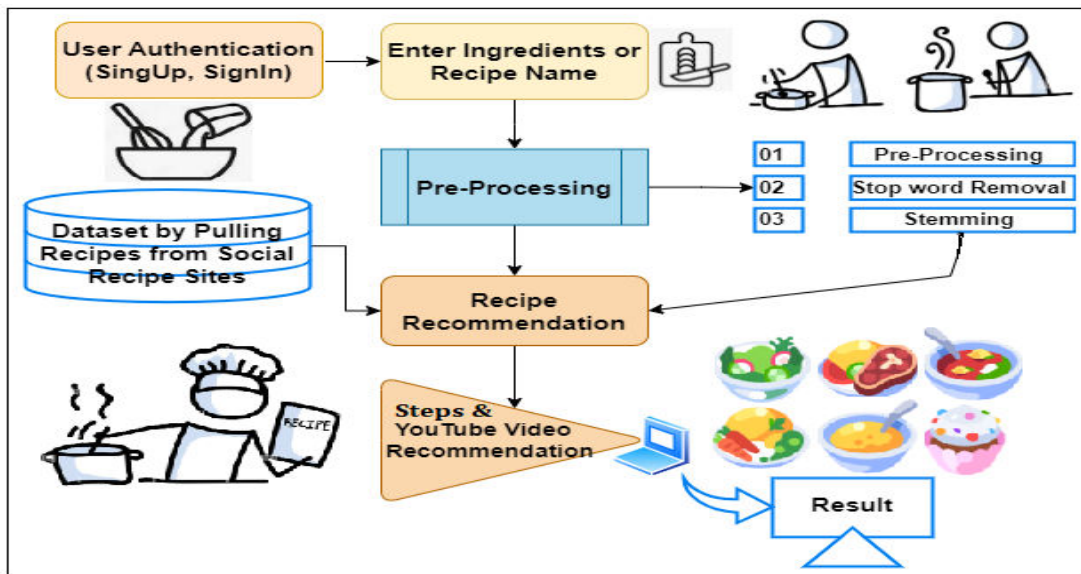 User Authentication
(SingUp, SignIn)
Enter Ingredients or
Recipe Name
Pre-Processing
01
Pre-Processing
02
Stop word Removal
03
Stemming
Dataset by Pulling
Recipes from Social
Recipe Sites
Recipe
Recommendation
RECIPE
Steps &
YouTube Video
Recommendation
Result